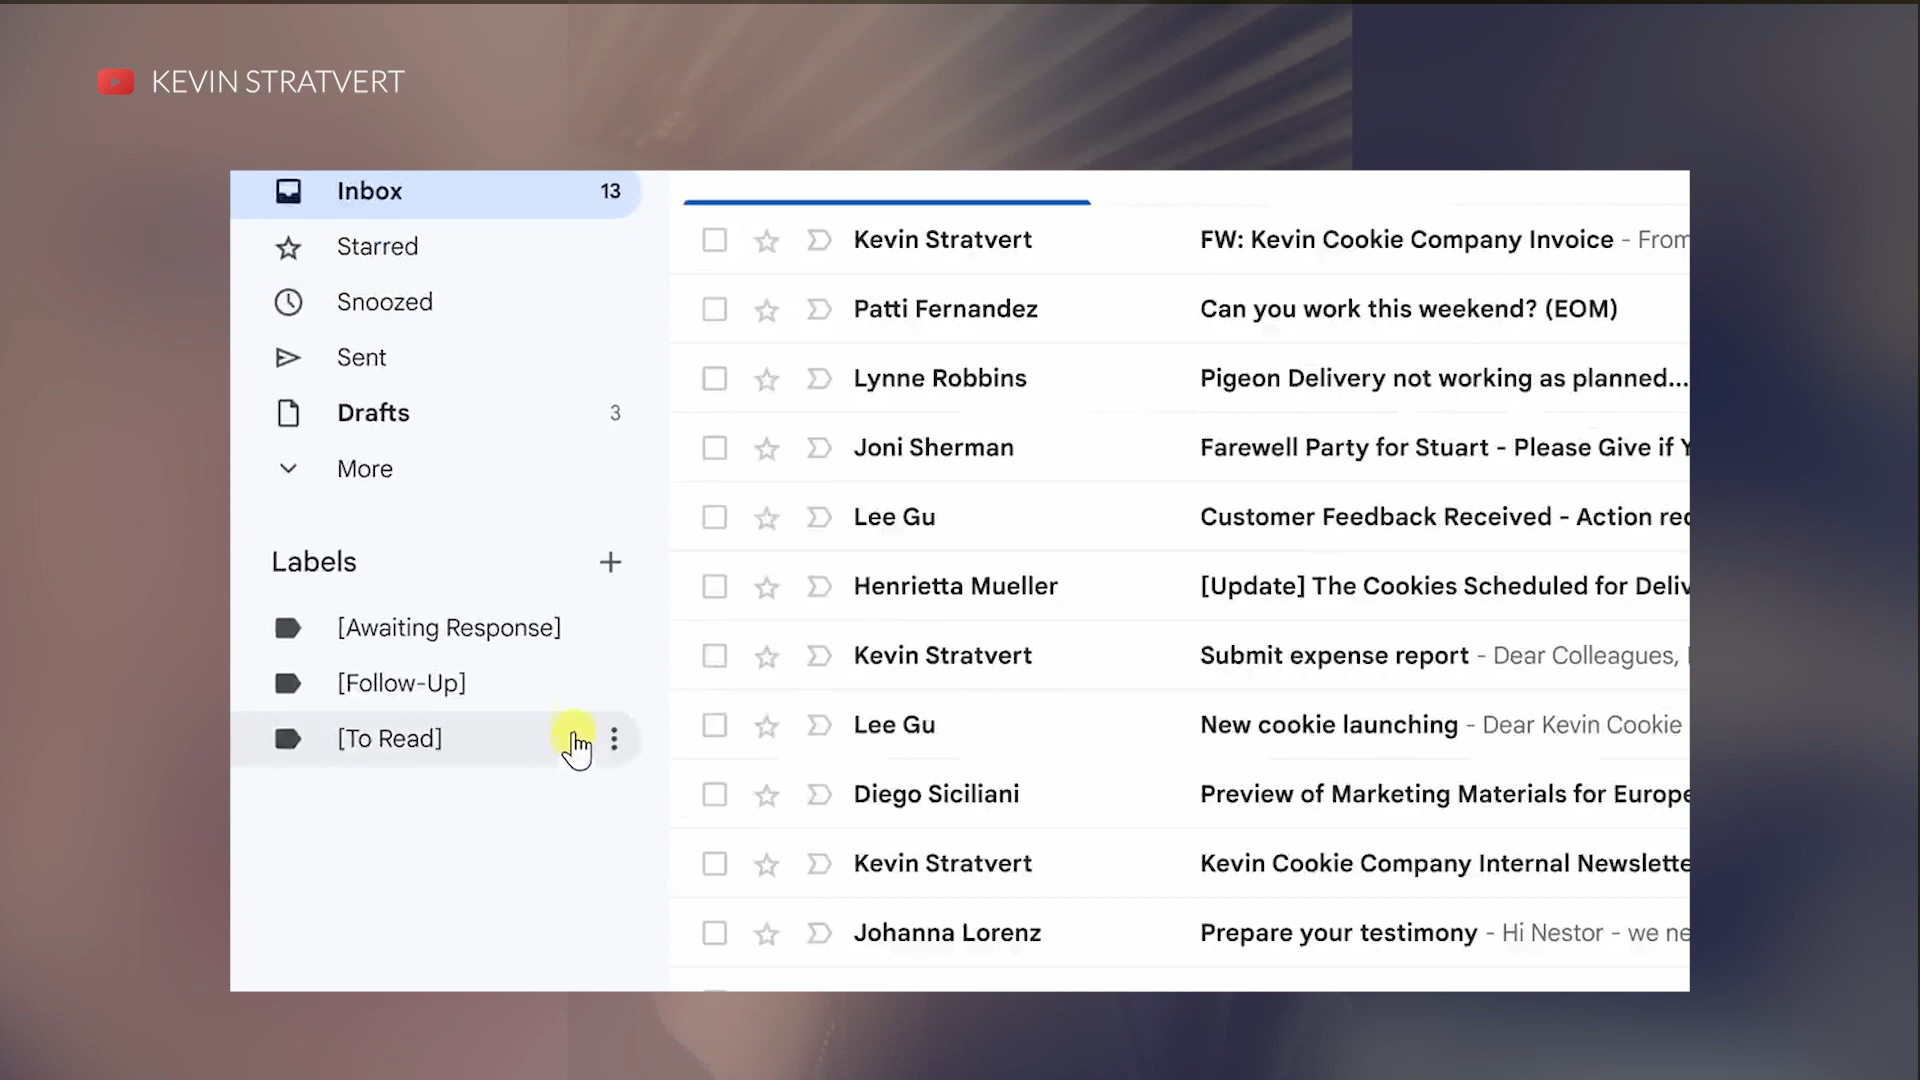 KEVIN STRATVERT
Inbox 13
Starred
Snoozed
Sent
Drafts 3
More
Labels +
[Awaiting Response]
[Follow-Up]
[To Read]
Kevin Stratvert FW: Kevin Cookie Company Invoice - From
Patti Fernandez Can you work this weekend? (EOM)
Lynne Robbins Pigeon Delivery not working as planned...
Joni Sherman Farewell Party for Stuart - Please Give if
Lee Gu Customer Feedback Received - Action
Henrietta Mueller [Update] The Cookies Scheduled for
Kevin Stratvert Submit expense report - Dear Colleagues,
Lee Gu New cookie launching - Dear Kevin Cookie
Diego Siciliani Preview of Marketing Materials for
Kevin Stratvert Kevin Cookie Company Internal
Johanna Lorenz Prepare your testimony - Hi Nestor - we